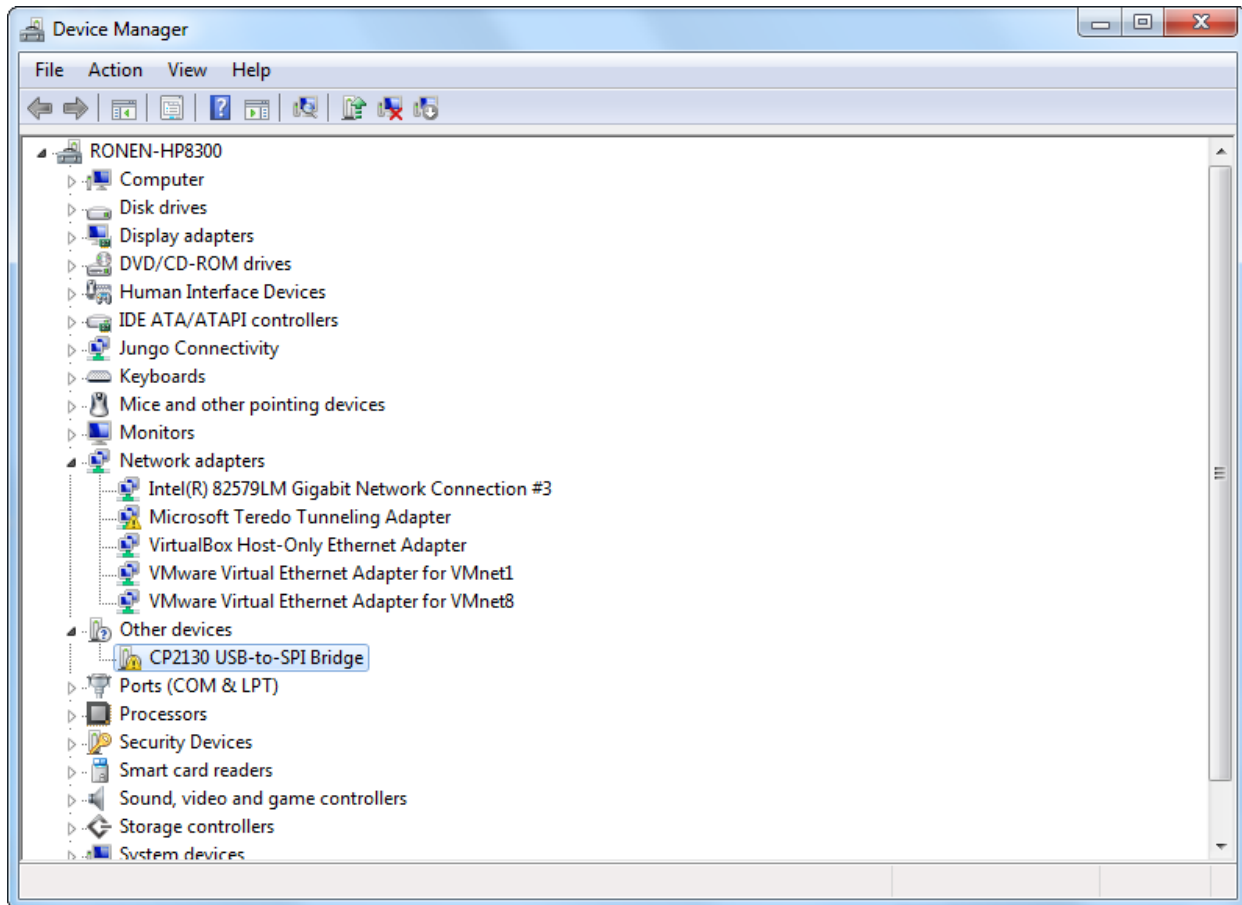 Device Manager
File Action View Help
RONEN-HP8300
Computer
Disk drives
Display adapters
DVD/CD-ROM drives
Human Interface Devices
IDE ATA/ATAPI controllers
Jungo Connectivity
Keyboards
Mice and other pointing devices
Monitors
Network adapters
Intel(R) 82579LM Gigabit Network Connection #3
Microsoft Teredo Tunneling Adapter
VirtualBox Host-Only Ethernet Adapter
VMware Virtual Ethernet Adapter for VMnet1
VMware Virtual Ethernet Adapter for VMnet8
Other devices
CP2130 USB-to-SPI Bridge
Ports (COM & LPT)
Processors
Security Devices
Smart card readers
Sound, video and game controllers
Storage controllers
System devices